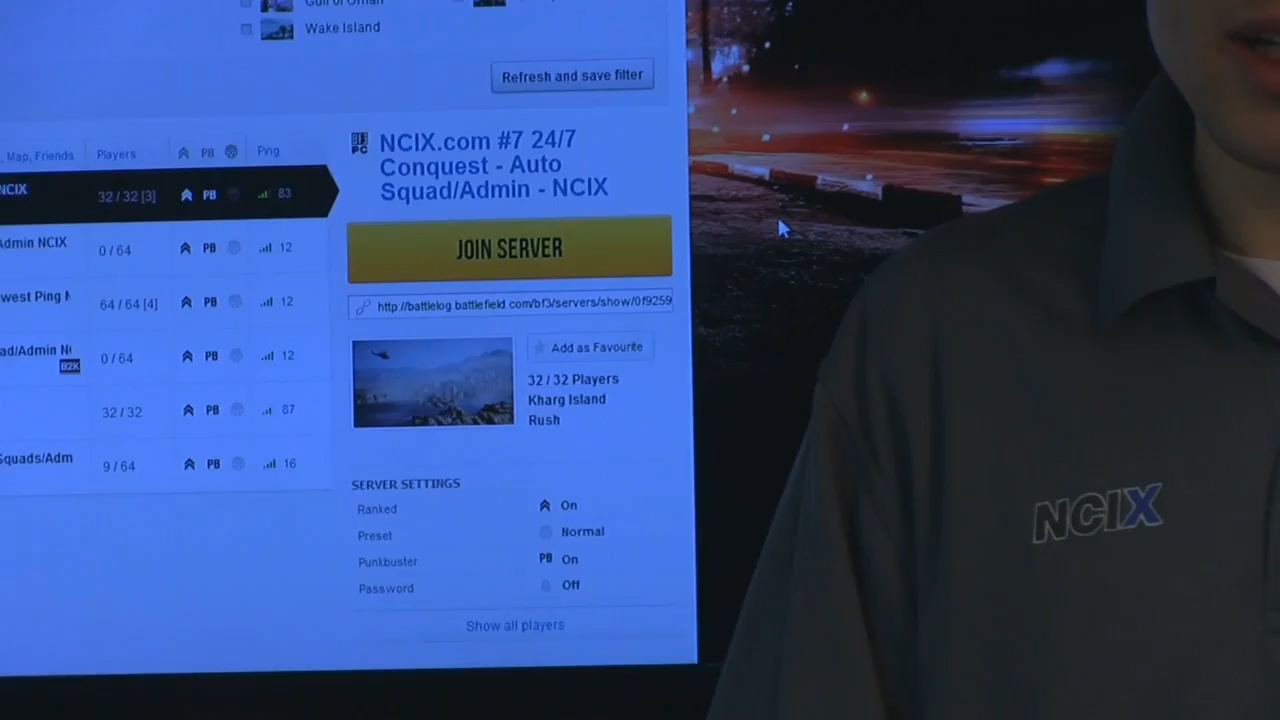 Wake Island
Refresh and save filter
, Map, Friends Players PB Ping
NCIX 32 / 32 [3] PB 83
Admin NCIX 0 / 64 PB 12
west Ping N 64 / 64 [4] PB 12
ad/Admin N 0 / 64 PB 12
B2K
32 / 32 PB 87
Squads/Adm 9 / 64 PB 16
BF3 PC
NCIX.com #7 24/7
Conquest - Auto
Squad/Admin - NCIX
JOIN SERVER
http://battlelog.battlefield.com/bf3/servers/show/0f9259
Add as Favourite
32 / 32 Players
Kharg Island
Rush
SERVER SETTINGS
Ranked On
Preset Normal
Punkbuster PB On
Password Off
Show all players
NCIX